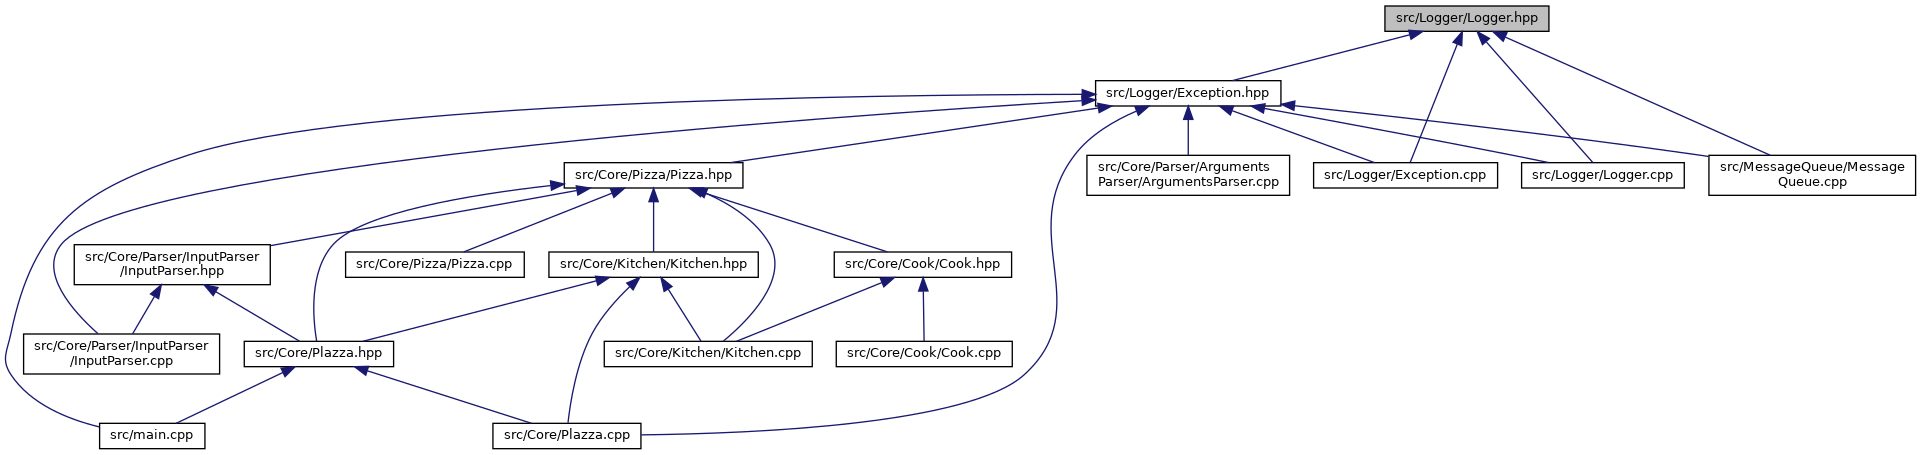 src/Logger/Logger.hpp
src/Logger/Exception.hpp
src/Core/Pizza/Pizza.hpp
src/Core/Parser/Arguments
Parser/ArgumentsParser.cpp
src/Logger/Exception.cpp
src/Logger/Logger.cpp
src/MessageQueue/Message
Queue.cpp
src/Core/Parser/InputParser
/InputParser.hpp
src/Core/Pizza/Pizza.cpp
src/Core/Kitchen/Kitchen.hpp
src/Core/Cook/Cook.hpp
src/Core/Parser/InputParser
/InputParser.cpp
src/Core/Plazza.hpp
src/Core/Kitchen/Kitchen.cpp
src/Core/Cook/Cook.cpp
src/main.cpp
src/Core/Plazza.cpp